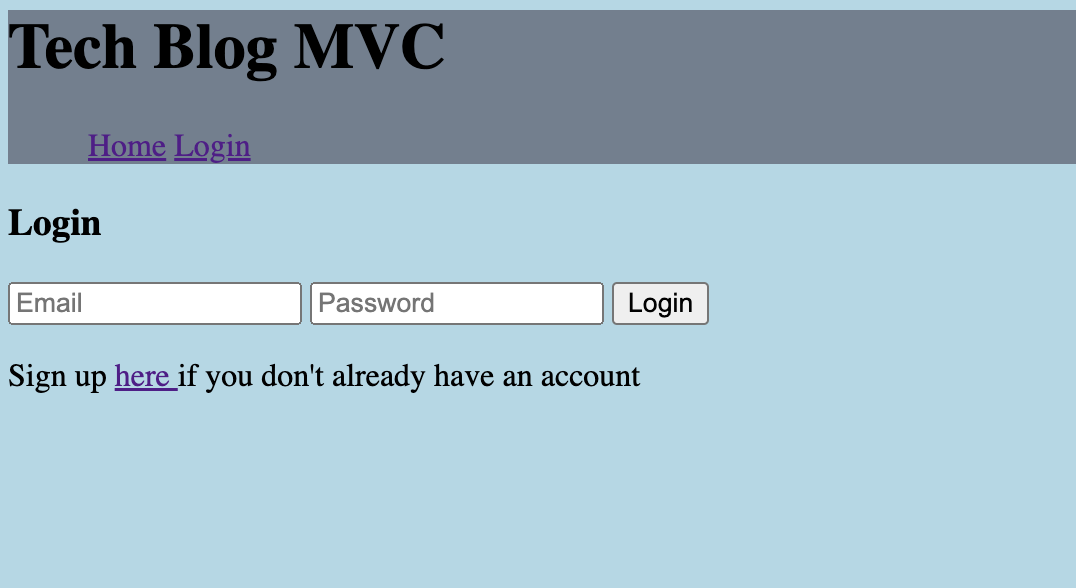 Tech Blog MVC
Home Login
Login
Email Password Login
Sign up here if you don't already have an account